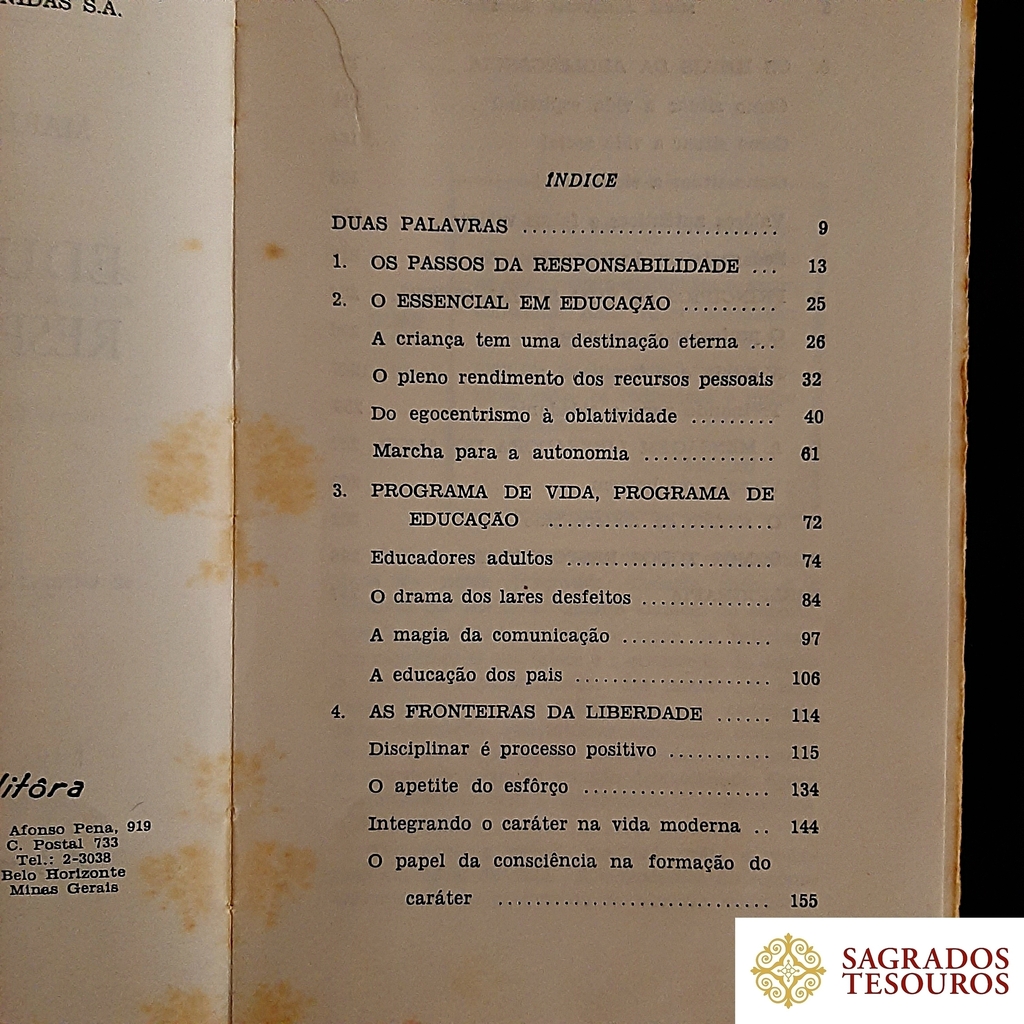 S.A.
Afonso Pena, 919
C. Postal 733
Tel.: 2-3038
Belo Horizonte
Minas Gerais
ÍNDICE
DUAS PALAVRAS ........................... 9
1. OS PASSOS DA RESPONSABILIDADE ... 13
2. O ESSENCIAL EM EDUCAÇÃO .......... 25
A criança tem uma destinação eterna ... 26
O pleno rendimento dos recursos pessoais 32
Do egocentrismo à oblatividade ......... 40
Marcha para a autonomia .............. 61
3. PROGRAMA DE VIDA, PROGRAMA DE
EDUCAÇÃO ........................ 72
Educadores adultos ...................... 74
O drama dos lares desfeitos .............. 84
A magia da comunicação ................ 97
A educação dos pais ..................... 106
4. AS FRONTEIRAS DA LIBERDADE ...... 114
Disciplinar é processo positivo ........... 115
O apetite do esfôrço .................... 134
Integrando o caráter na vida moderna .. 144
O papel da consciência na formação do
caráter ............................. 155
SAGRADOS
TESOUROS